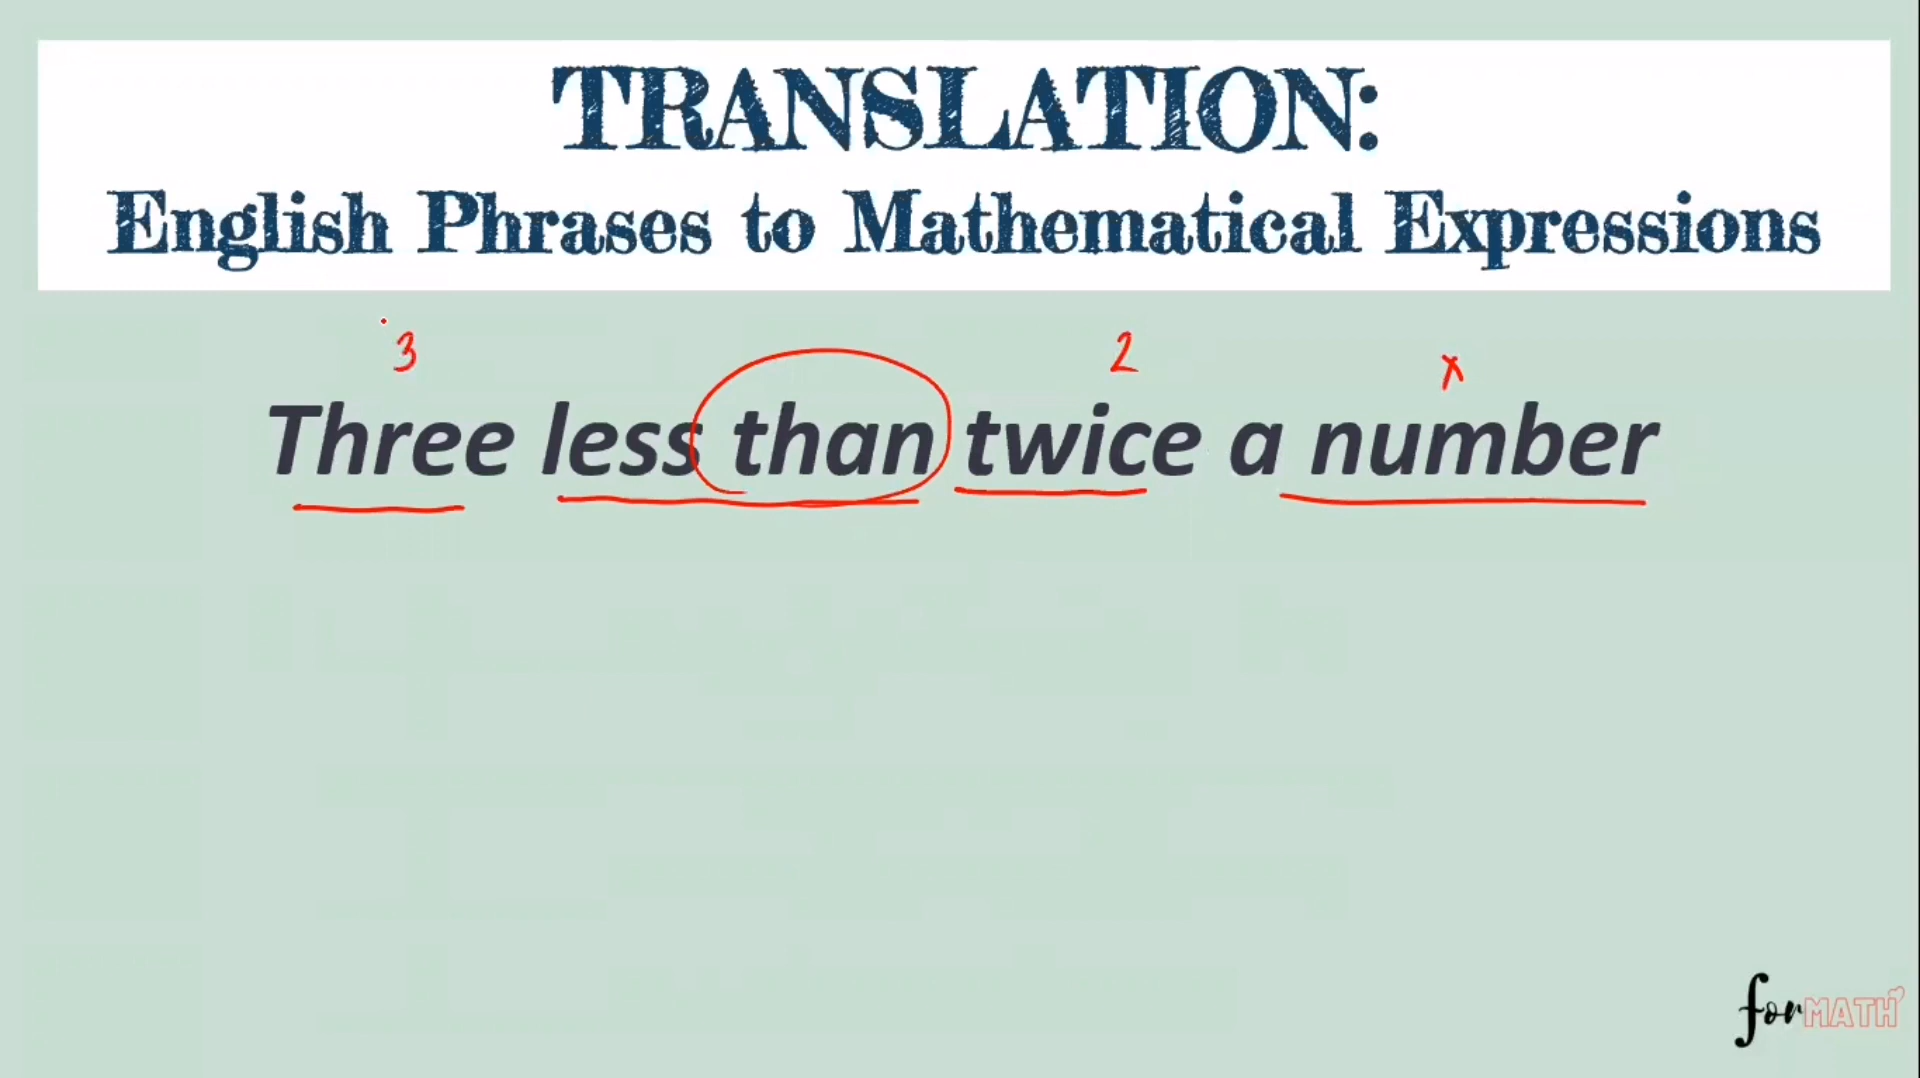 TRANSLATION:
English Phrases to Mathematical Expressions
3 2 x
Three less than twice a number
forMATH